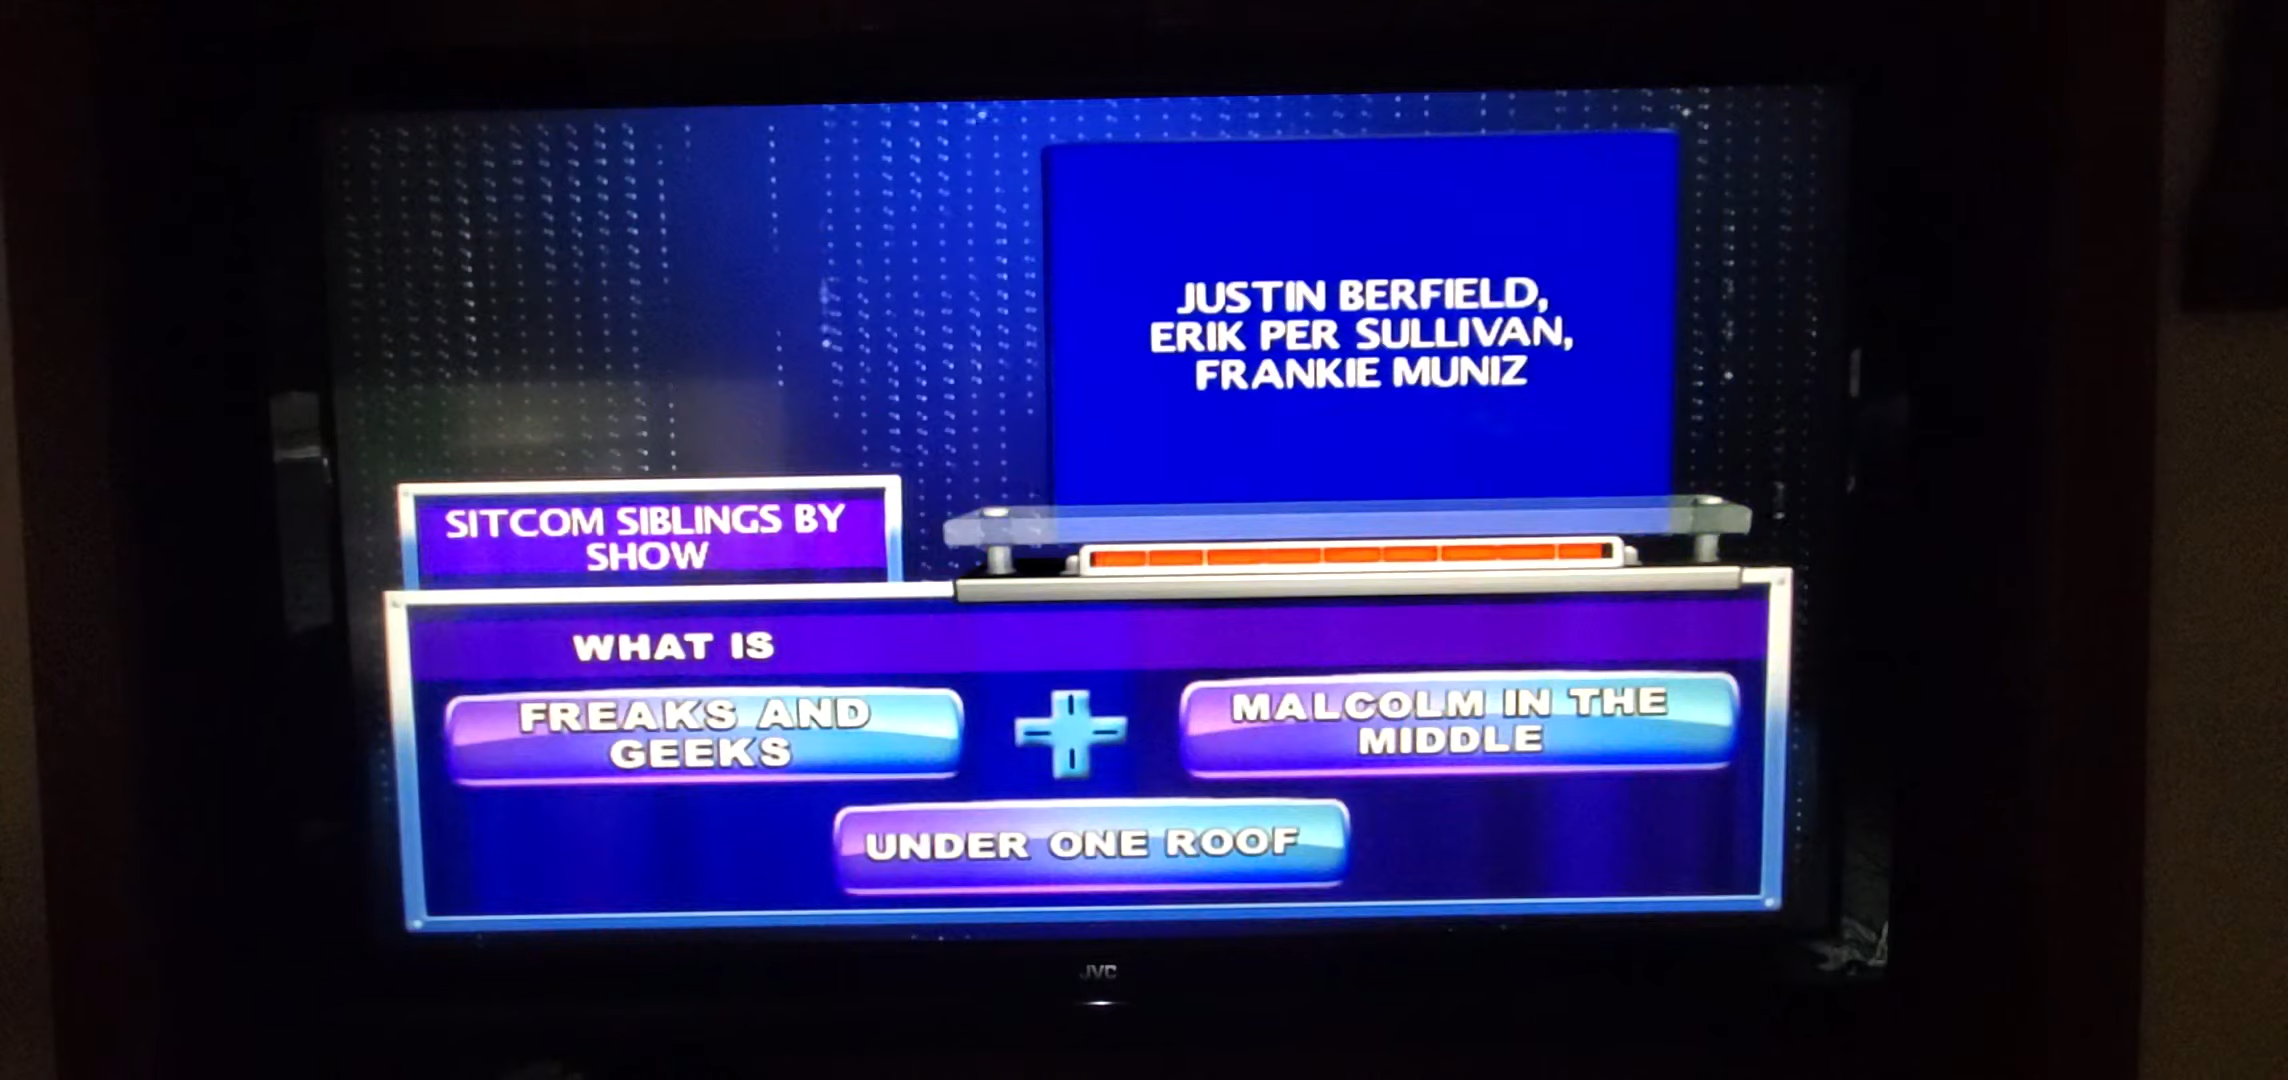 JUSTIN BERFIELD,
ERIK PER SULLIVAN,
FRANKIE MUNIZ
SITCOM SIBLINGS BY
SHOW
WHAT IS
FREAKS AND
GEEKS
MALCOLM IN THE
MIDDLE
UNDER ONE ROOF
JVC